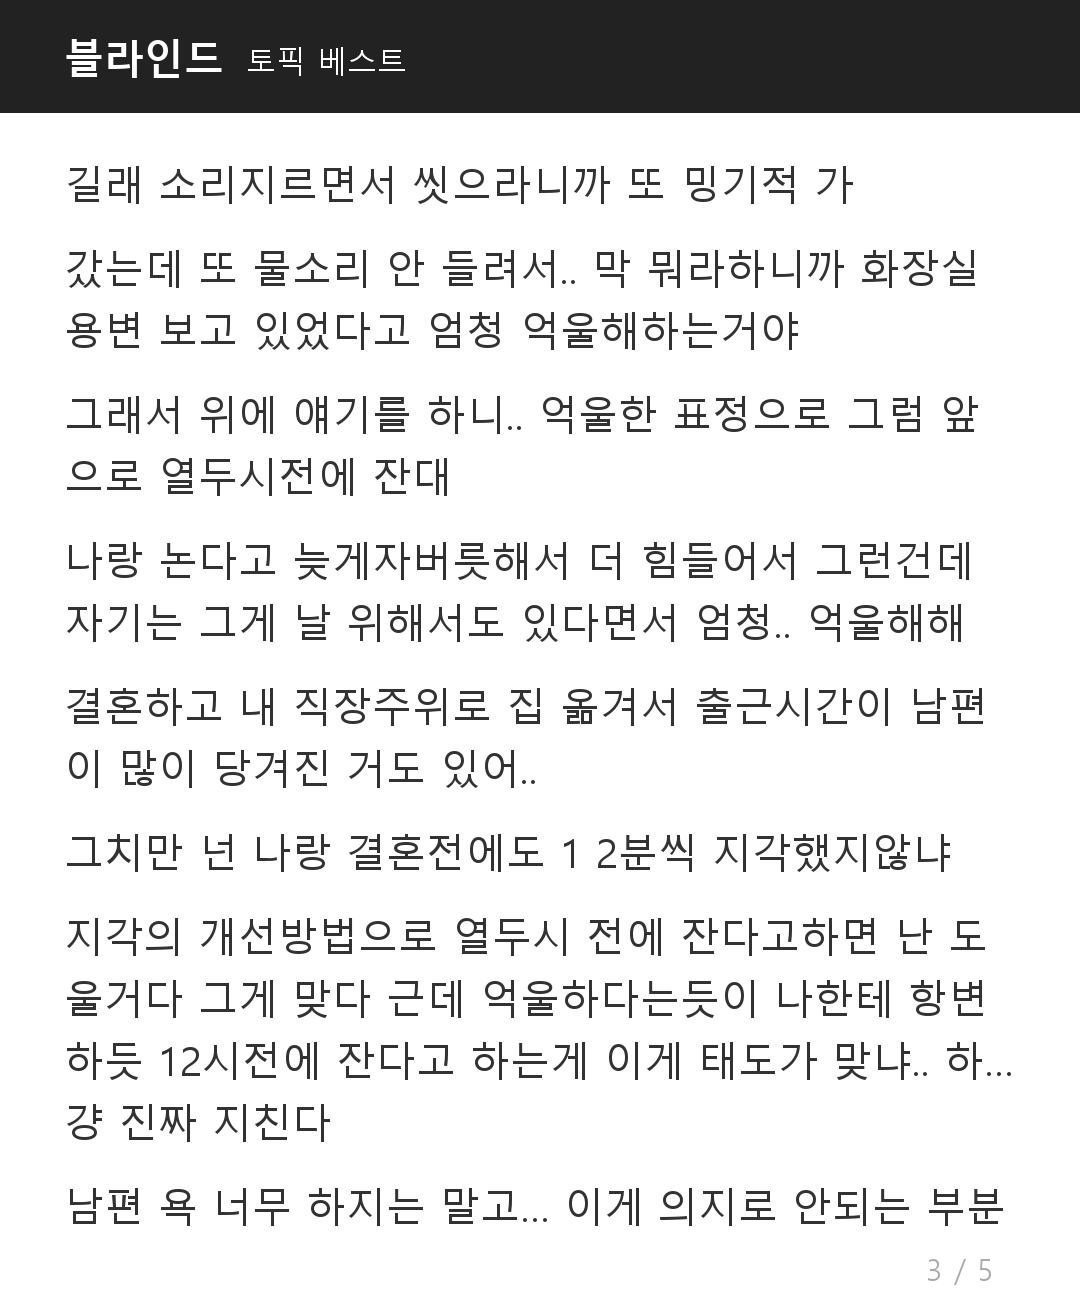 블라인드 토픽 베스트
길래 소리지르면서 씻으라니까 또 밍기적 가
갔는데 또 물소리 안 들려서.. 막 뭐라하니까 화장실
용변 보고 있었다고 엄청 억울해하는거야
그래서 위에 얘기를 하니.. 억울한 표정으로 그럼 앞
으로 열두시전에 잔대
나랑 논다고 늦게자버릇해서 더 힘들어서 그런건데
자기는 그게 날 위해서도 있다면서 엄청.. 억울해해
결혼하고 내 직장주위로 집 옮겨서 출근시간이 남편
이 많이 당겨진 거도 있어..
그치만 넌 나랑 결혼전에도 1 2분씩 지각했지않냐
지각의 개선방법으로 열두시 전에 잔다고하면 난 도
울거다 그게 맞다 근데 억울하다는듯이 나한테 항변
하듯 12시전에 잔다고 하는게 이게 태도가 맞냐.. 하...
걍 진짜 지친다
남편 욕 너무 하지는 말고... 이게 의지로 안되는 부분
3 / 5